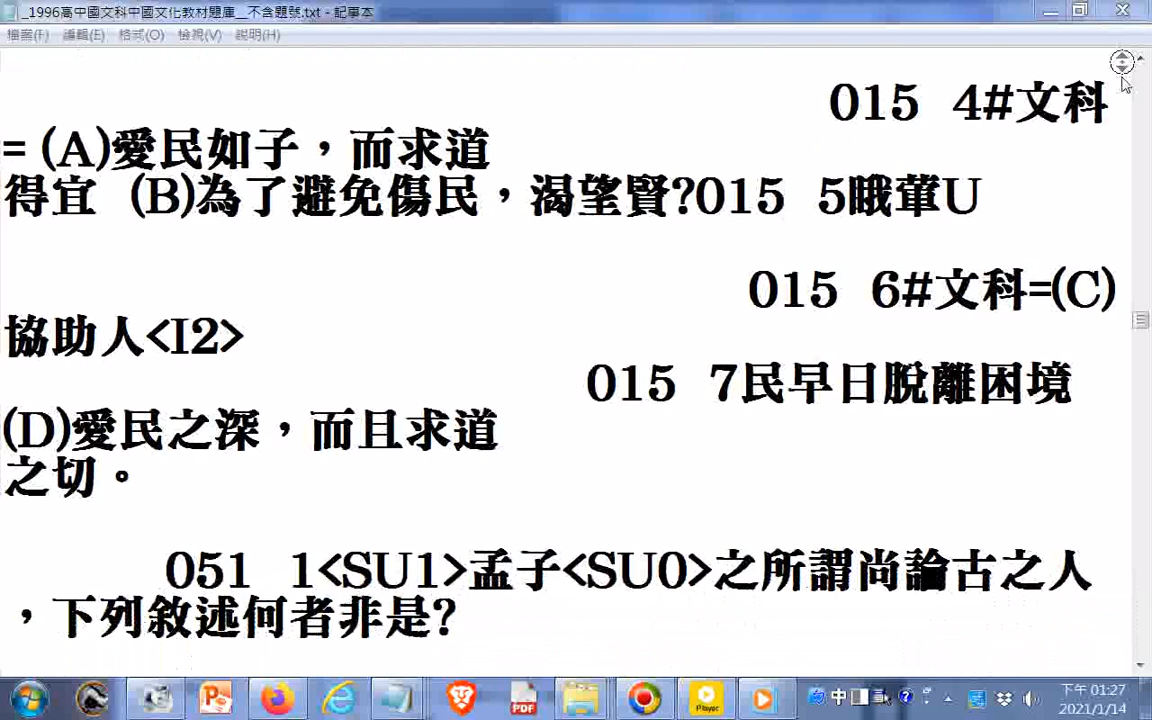 _1996高中國文科中國文化教材題庫__不含題號.txt - 記事本
檔案(F) 編輯(E) 格式(O) 檢視(V) 說明(H)
015 4#文科
= (A)愛民如子，而求道
得宜 (B)為了避免傷民，渴望賢?015 5睋葷U
015 6#文科=(C)
協助人<I2>
015 7民早日脫離困境
(D)愛民之深，而且求道
之切。
051 1<SU1>孟子<SU0>之所謂尚論古之人
，下列敘述何者非是?
PDF
Player
中
下午 01:27
2021/1/14